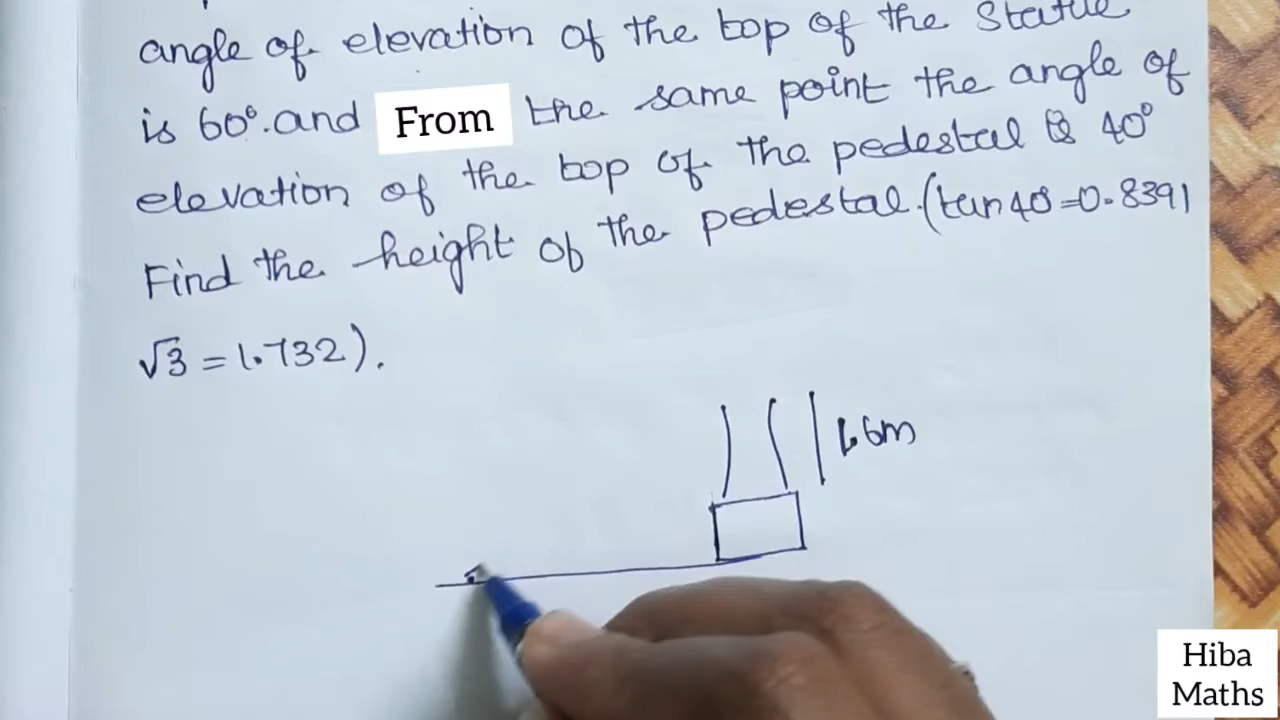 angle of elevation of the top of the Statue
is 60°. and From the same point the angle of
elevation of the top of the pedestal is 40°
Find the height of the pedestal. (tan 40 = 0.8391
√3 = 1.732).
1.6m
Hiba
Maths